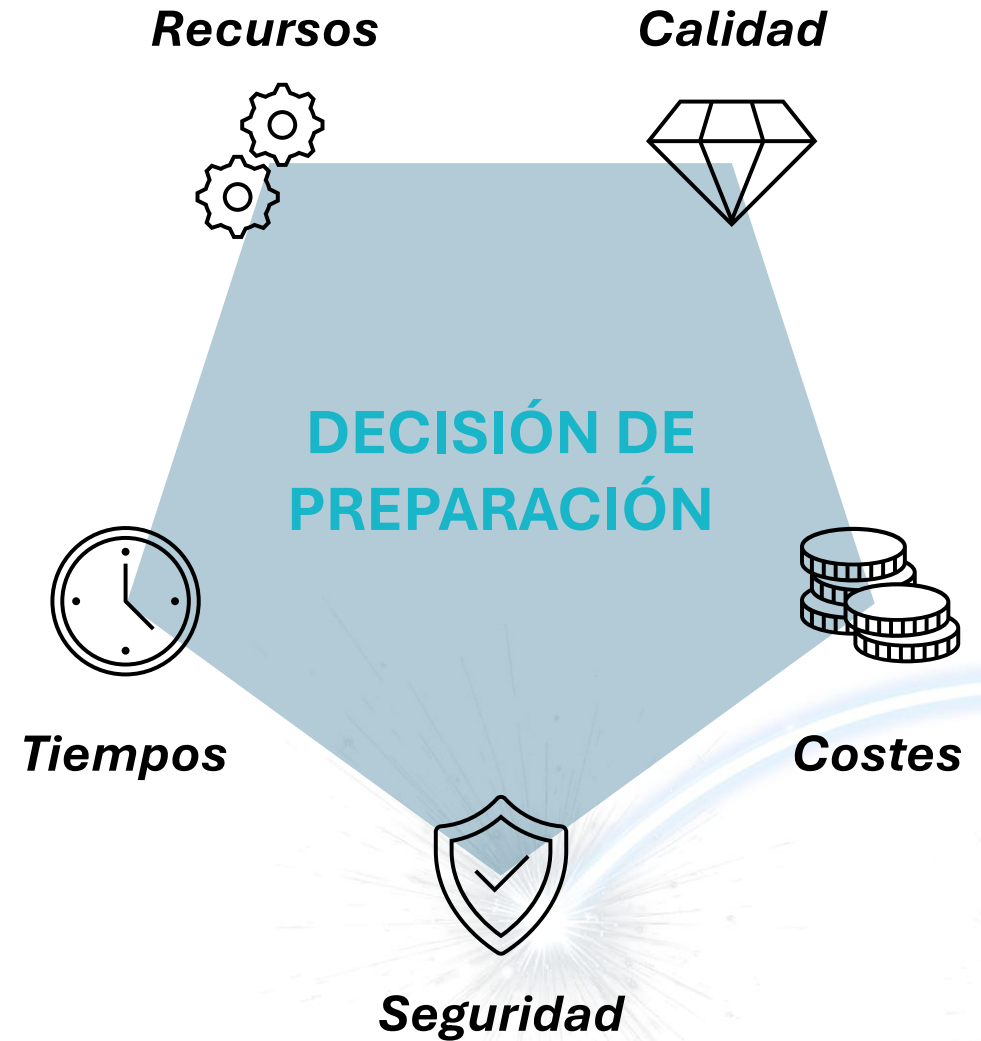 Recursos
Calidad
DECISIÓN DE
PREPARACIÓN
Tiempos
Costes
Seguridad